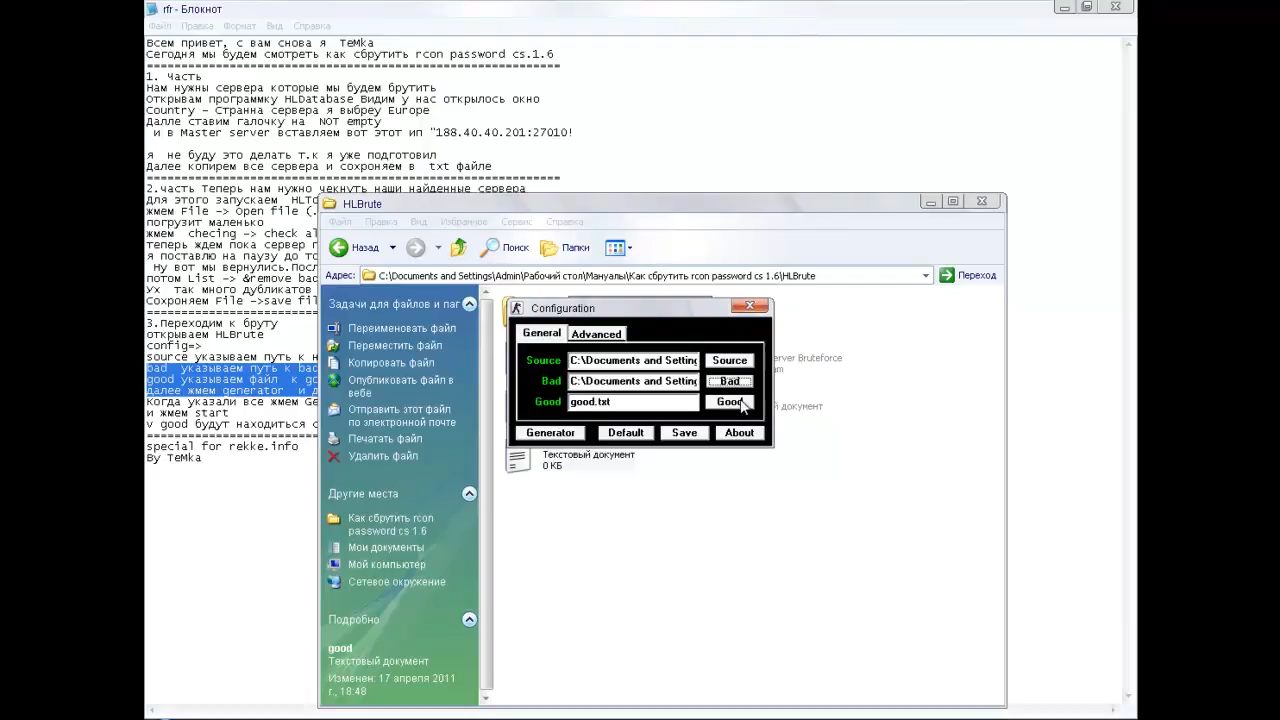 rfr - Блокнот
Файл Правка Формат Вид Справка
Всем привет, с вам снова я TeMka
Сегодня мы будем смотреть как сбрутить rcon password cs.1.6
===========================================================
1. Часть
Нам нужны сервера которые мы будем брутить
Открывам программку HLDatabase Видим у нас открылось окно
Country - Странна сервера я выбреу Europe
Далле ставим галочку на NOT empty
и в Master server вставляем вот этот ип "188.40.40.201:27010!
я не буду это делать т.к я уже подготовил
Далее копирем все сервера и сохроняем в txt файле
===========================================================
2.часть Теперь нам нужно чекнуть наши найденные сервера
Для этого запускаем HLTo
жмем File -> Open file (.
погрузит маленько
жмем checing -> check al
теперь ждем пока сервер п
я поставлю на паузу до то
Ну вот мы вернулись.Посл
потом List -> &remove bac
Ух так много дубликатов
Сохроняем File ->save fil
3.Переходим к бруту
открываем HLBrute
config=>
source указываем путь к н
bad указываем путь к bad
good указываем файл к go
далее жмем generator и д
Когда указали все жмем Ge
и жмем start
v good будут находиться с
special for rekke.info
By TeMka
HLBrute
Файл Правка Вид Избранное Сервис Справка
Назад Поиск Папки
Адрес: C:\Documents and Settings\Admin\Рабочий стол\Мануалы\Как сбрутить rcon password cs 1.6\HLBrute Переход
Задачи для файлов и пап
Переименовать файл
Переместить файл
Копировать файл
Опубликовать файл в
вебе
Отправить этот файл
по электронной почте
Печатать файл
Удалить файл
Другие места
Как сбрутить rcon
password cs 1.6
Мои документы
Мой компьютер
Сетевое окружение
Подробно
good
Текстовый документ
Изменен: 17 апреля 2011
г., 18:48
erver Bruteforce
й документ
Текстовый документ
0 КБ
Configuration
General Advanced
Source C:\Documents and Setting Source
Bad C:\Documents and Setting Bad
Good good.txt Good
Generator Default Save About